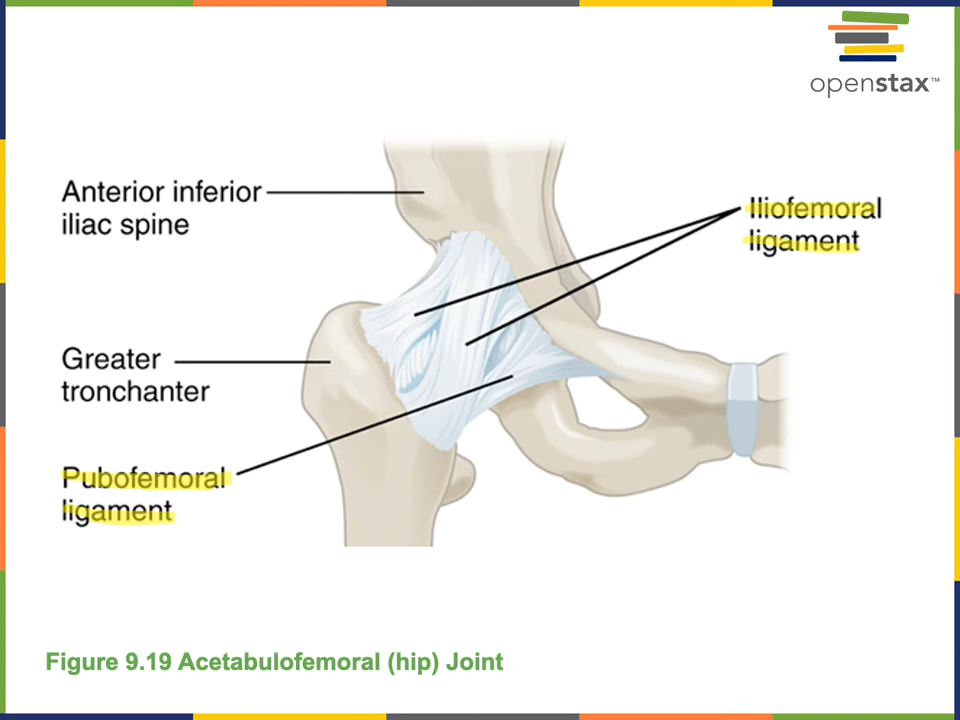 openstax™
Anterior inferior
iliac spine
Iliofemoral
ligament
Greater
tronchanter
Pubofemoral
ligament
Figure 9.19 Acetabulofemoral (hip) Joint